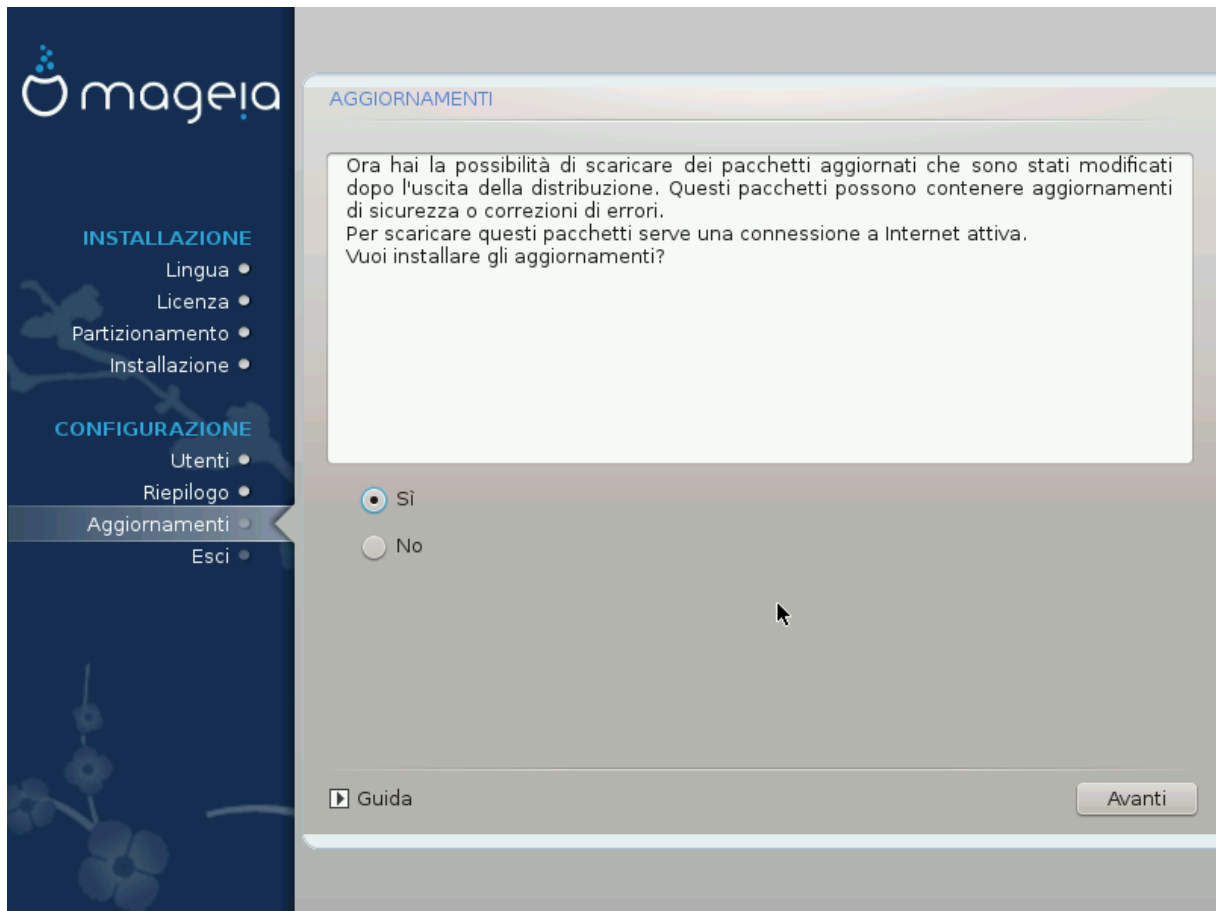 mageia
INSTALLAZIONE
Lingua
Licenza
Partizionamento
Installazione
CONFIGURAZIONE
Utenti
Riepilogo
Aggiornamenti
Esci
AGGIORNAMENTI
Ora hai la possibilità di scaricare dei pacchetti aggiornati che sono stati modificati
dopo l'uscita della distribuzione. Questi pacchetti possono contenere aggiornamenti
di sicurezza o correzioni di errori.
Per scaricare questi pacchetti serve una connessione a Internet attiva.
Vuoi installare gli aggiornamenti?
Sì
No
Guida
Avanti